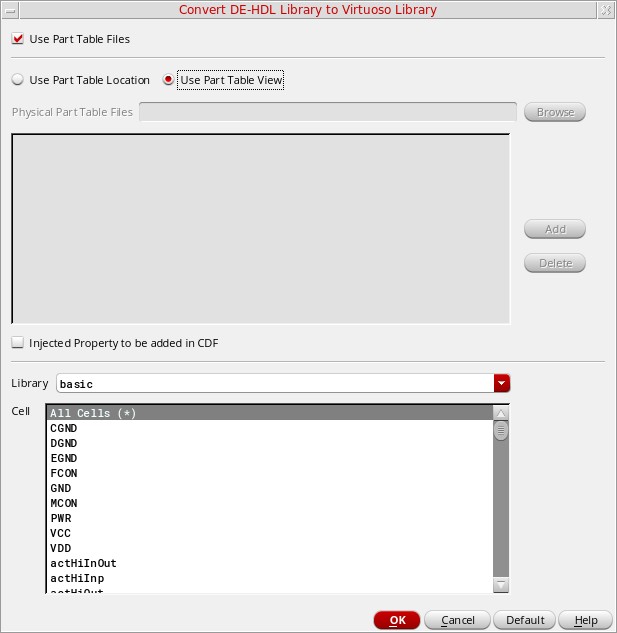 Convert DE-HDL Library to Virtuoso Library
Use Part Table Files
Use Part Table Location Use Part Table View
Physical Part Table Files Browse
Add
Delete
Injected Property to be added in CDF
Library basic
Cell All Cells (*)
CGND
DGND
EGND
FCON
GND
MCON
PWR
VCC
VDD
actHiInOut
actHiInp
actHiOut
OK Cancel Default Help